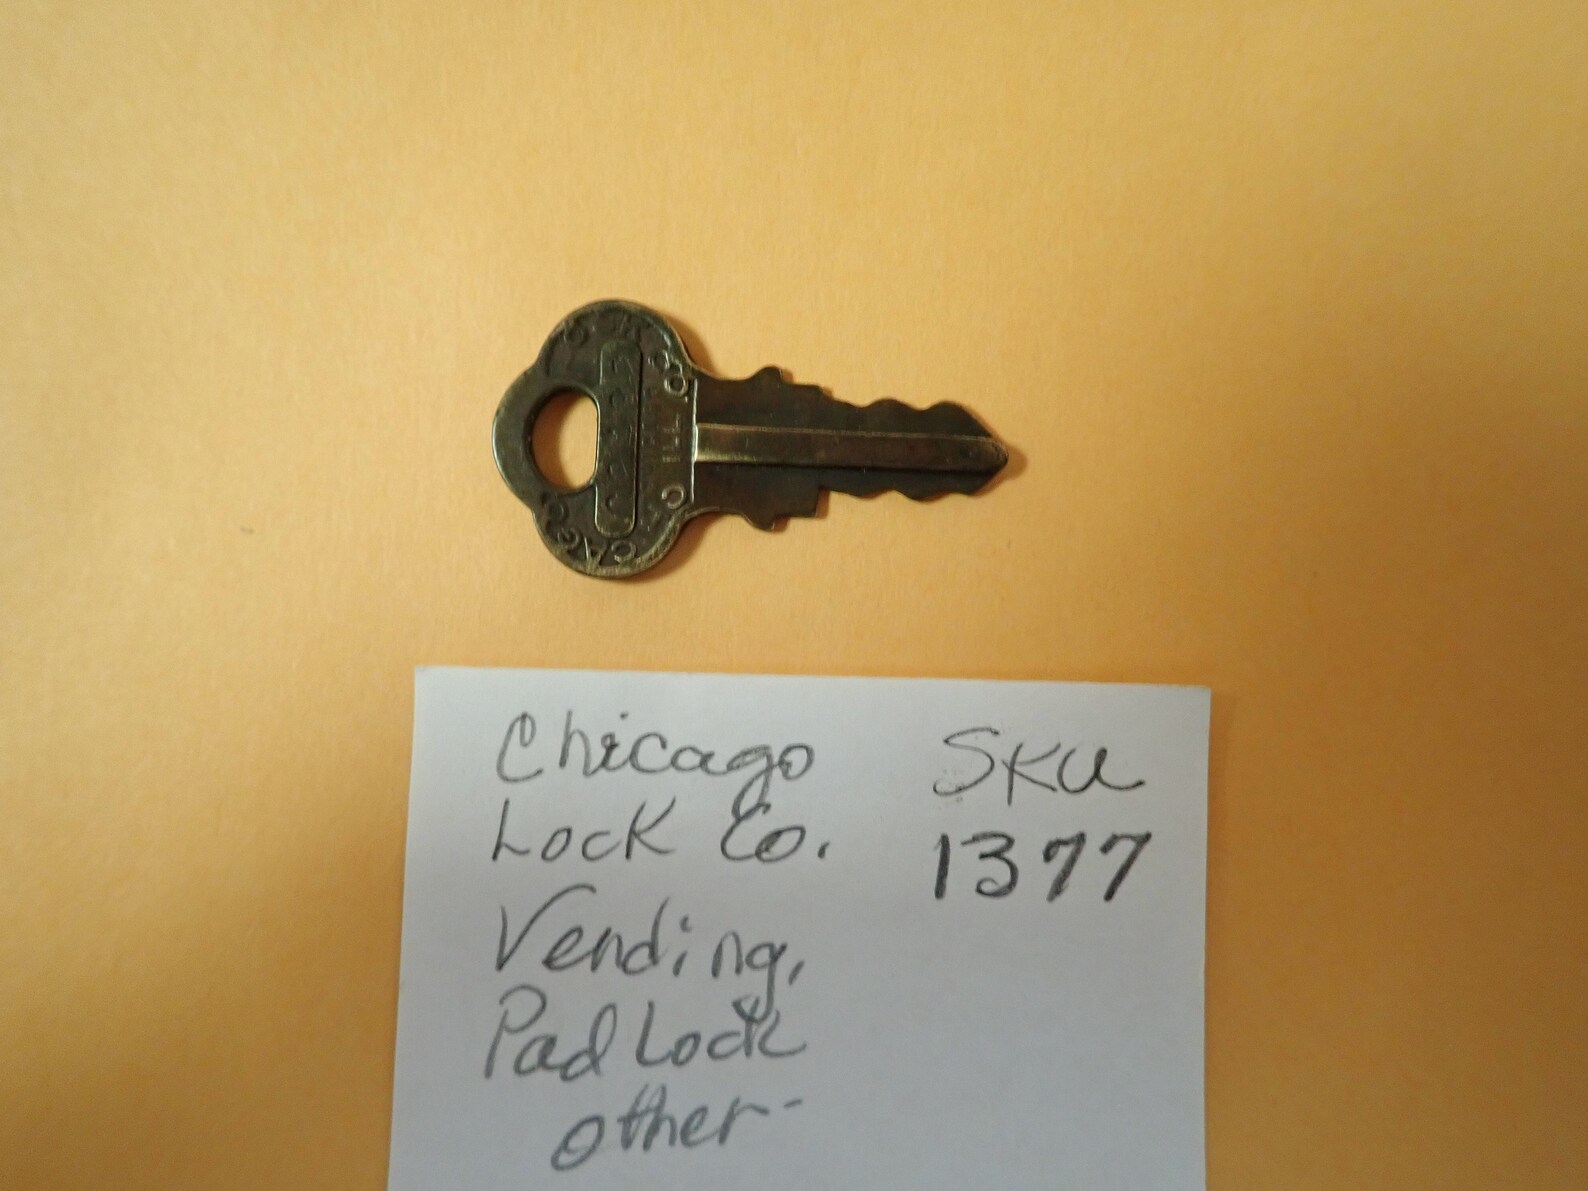 Chicago
Lock Co.
Vending,
Pad Lock
other-
SKU
1377